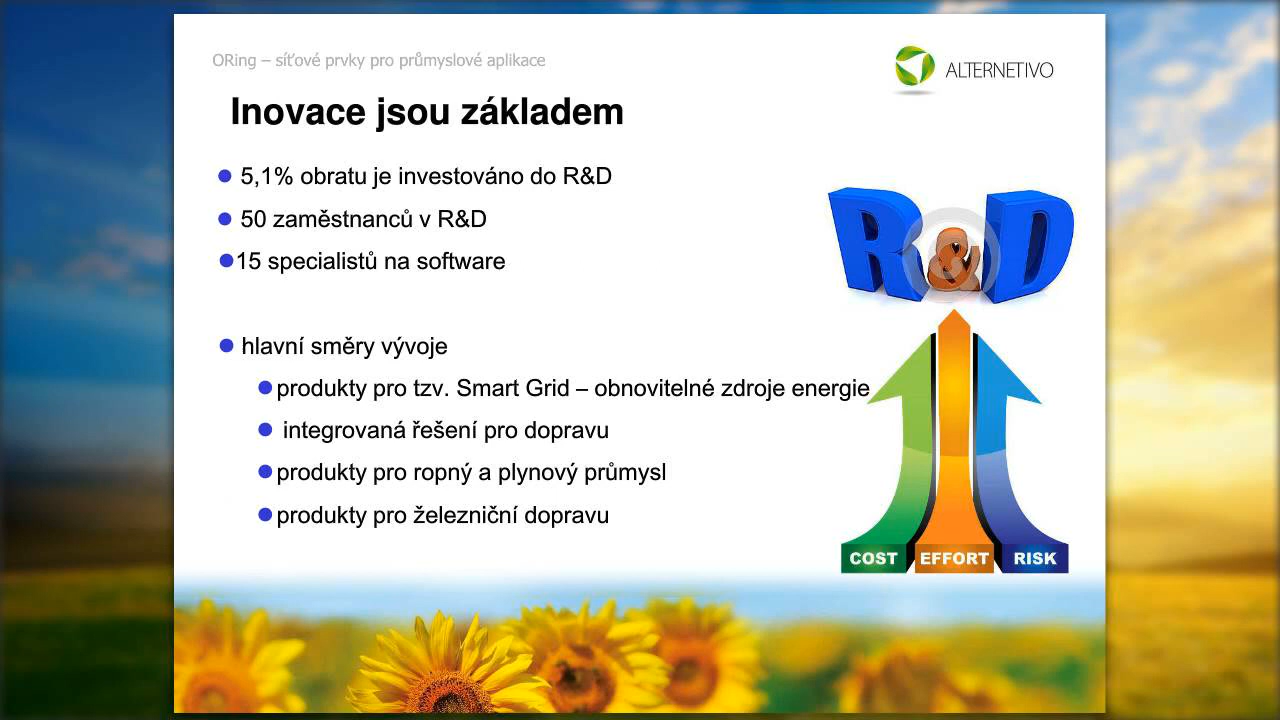 ORing – síťové prvky pro průmyslové aplikace
ALTERNETIVO
Inovace jsou základem
5,1% obratu je investováno do R&D
50 zaměstnanců v R&D
15 specialistů na software
hlavní směry vývoje
produkty pro tzv. Smart Grid – obnovitelné zdroje energie
integrovaná řešení pro dopravu
produkty pro ropný a plynový průmysl
produkty pro železniční dopravu
R&D
COST EFFORT RISK